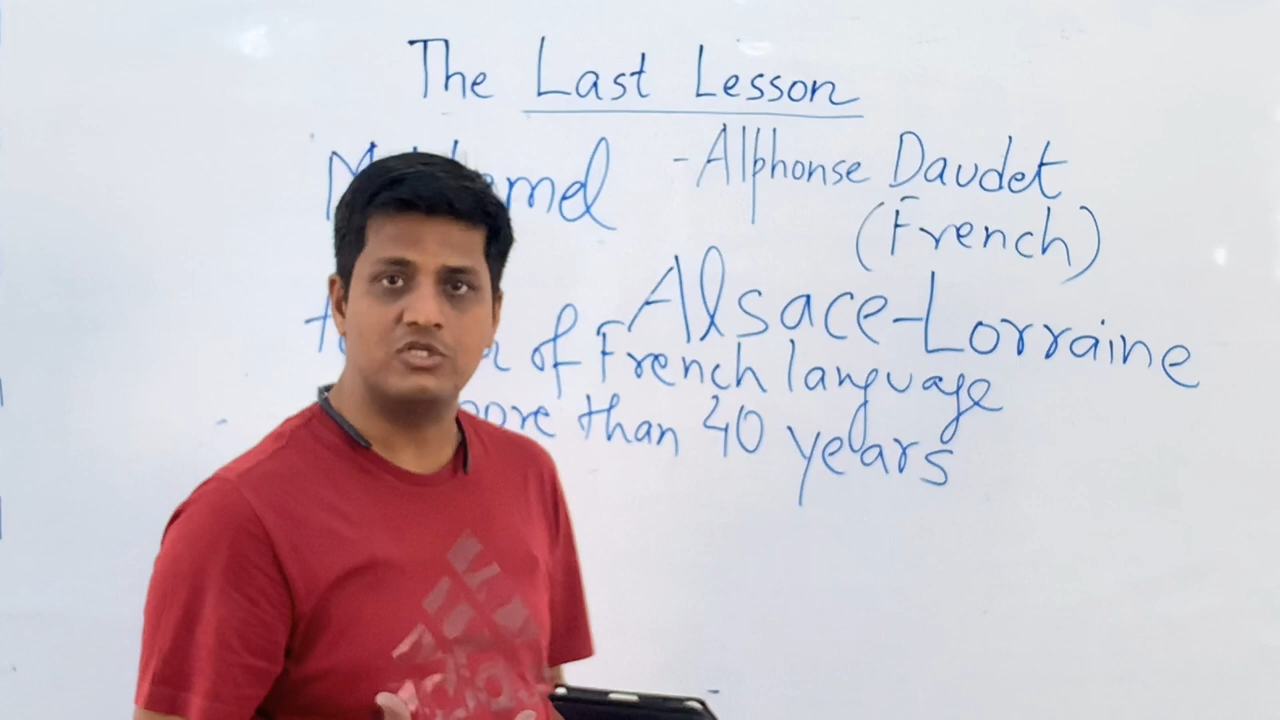 The Last Lesson
-Alphonse Daudet
(French)
Alsace-Lorraine
of French language
than 40 years